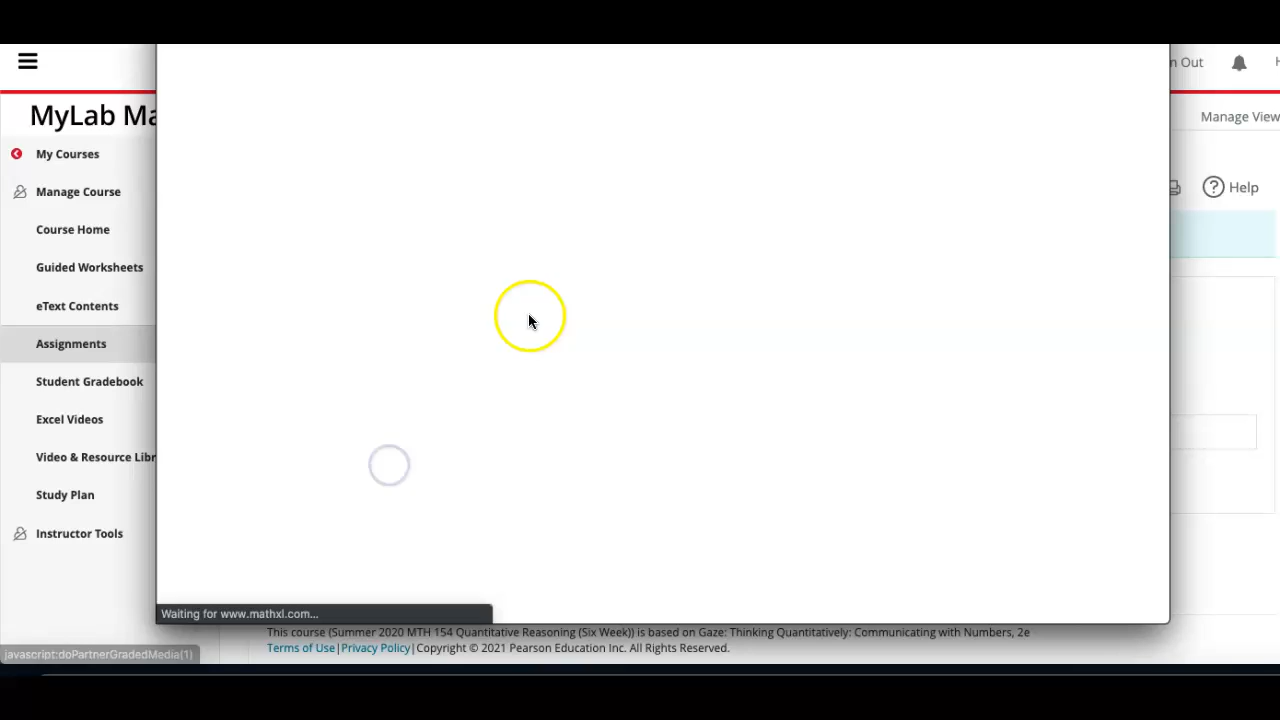 n Out
H
MyLab Ma
Manage View
My Courses
Manage Course
? Help
Course Home
Guided Worksheets
eText Contents
Assignments
Student Gradebook
Excel Videos
Video & Resource Libr
Study Plan
Instructor Tools
Waiting for www.mathxl.com...
This course (Summer 2020 MTH 154 Quantitative Reasoning (Six Week)) is based on Gaze: Thinking Quantitatively: Communicating with Numbers, 2e
javascript:doPartnerGradedMedia(1)
Terms of Use|Privacy Policy|Copyright © 2021 Pearson Education Inc. All Rights Reserved.